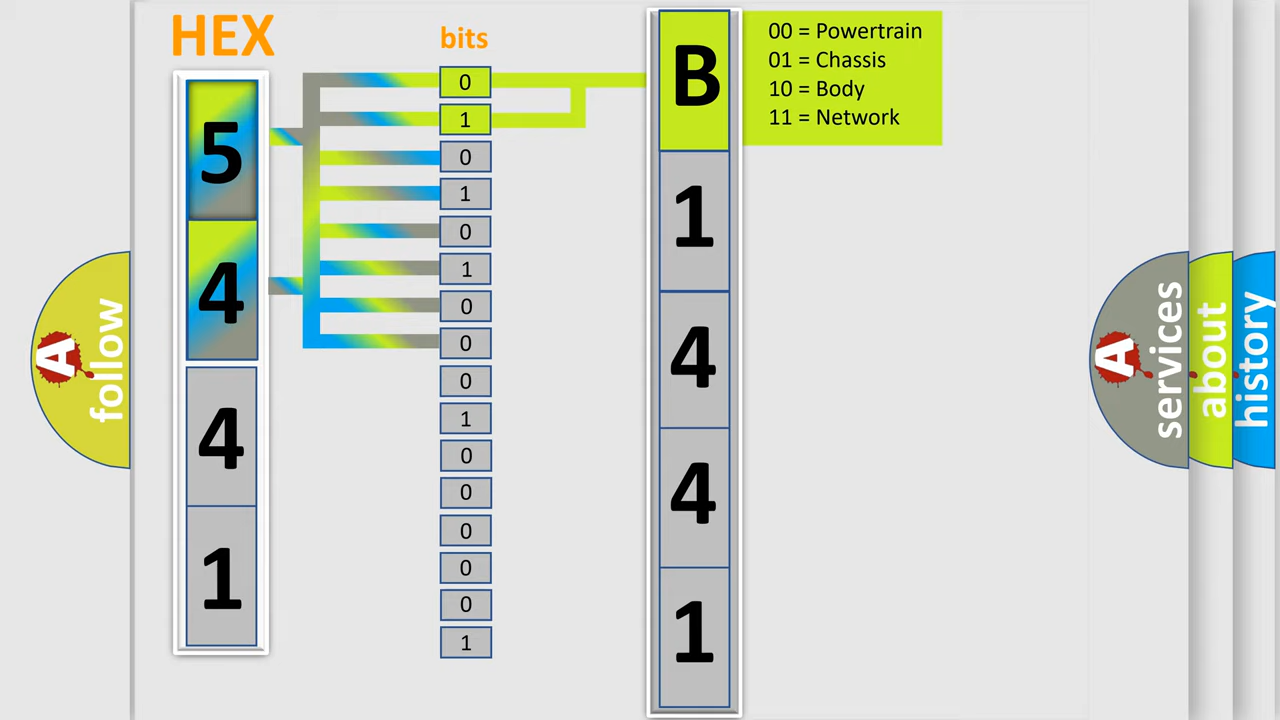 HEX
bits
5
4
4
1
0
1
0
1
0
1
0
0
0
1
0
0
0
0
0
1
B
1
4
4
1
00 = Powertrain
01 = Chassis
10 = Body
11 = Network
A
follow
A
services
about
history